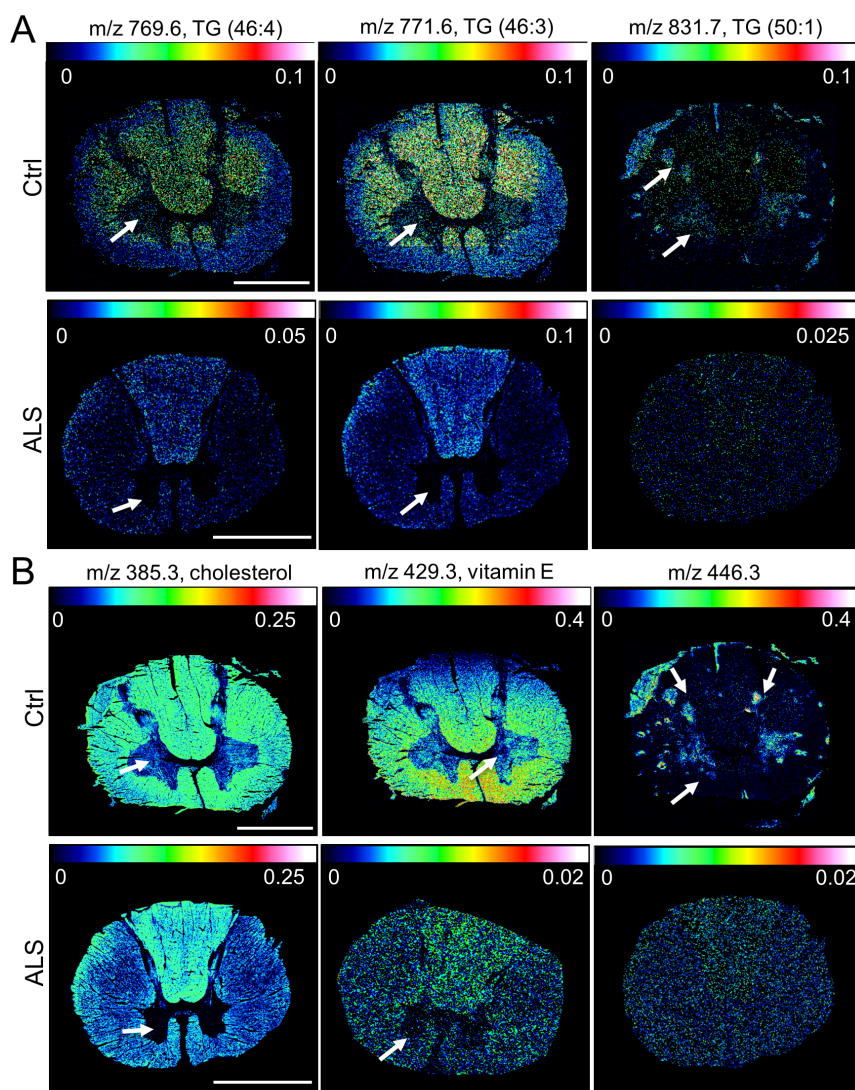 A
m/z 769.6, TG (46:4) m/z 771.6, TG (46:3) m/z 831.7, TG (50:1)
0 0.1 0 0.1 0 0.1
Ctrl
0 0.05 0 0.1 0 0.025
ALS
B
m/z 385.3, cholesterol m/z 429.3, vitamin E m/z 446.3
0 0.25 0 0.4 0 0.4
Ctrl
0 0.25 0 0.02 0 0.02
ALS